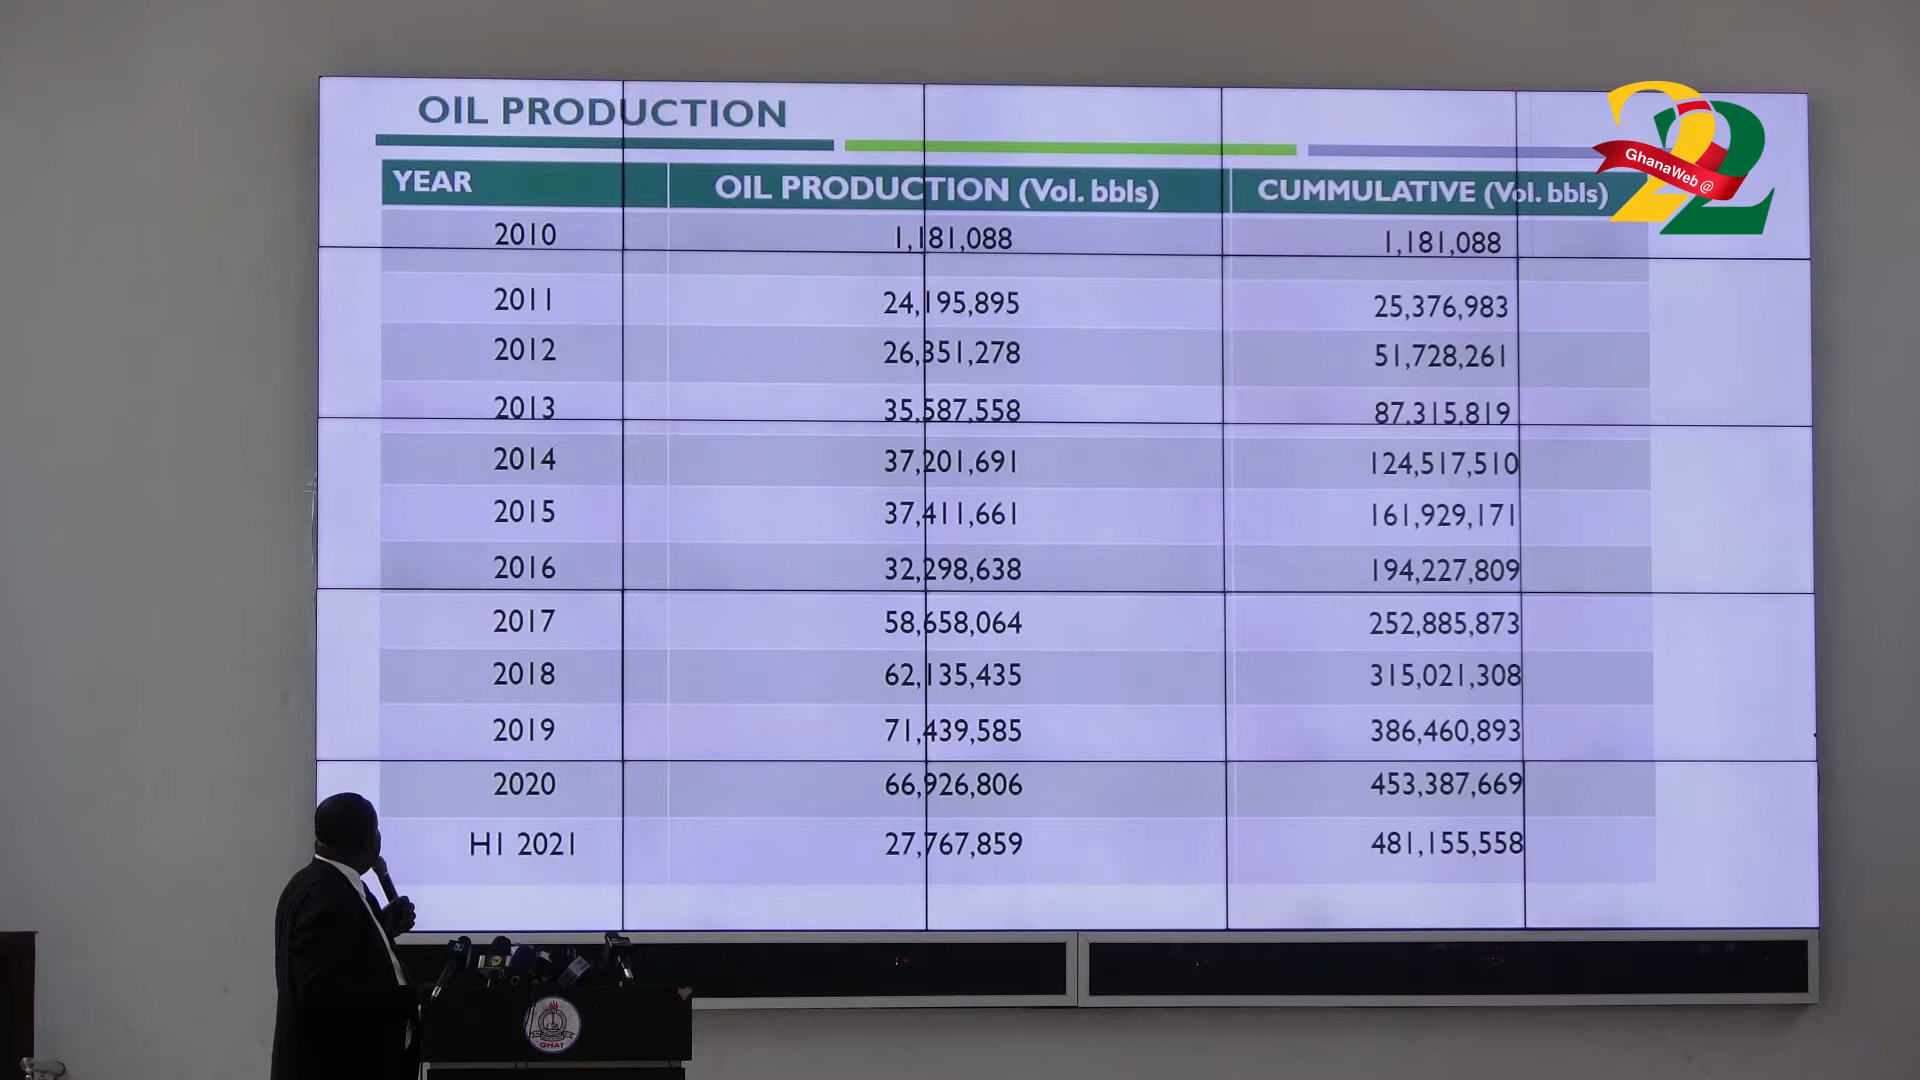 OIL PRODUCTION
YEAR OIL PRODUCTION (Vol. bbls) CUMMULATIVE (Vol. bbls)
2010 1,181,088 1,181,088
2011 24,195,895 25,376,983
2012 26,351,278 51,728,261
2013 35,587,558 87,315,819
2014 37,201,691 124,517,510
2015 37,411,661 161,929,171
2016 32,298,638 194,227,809
2017 58,658,064 252,885,873
2018 62,135,435 315,021,308
2019 71,439,585 386,460,893
2020 66,926,806 453,387,669
H1 2021 27,767,859 481,155,558
GhanaWeb @
22
GNAT